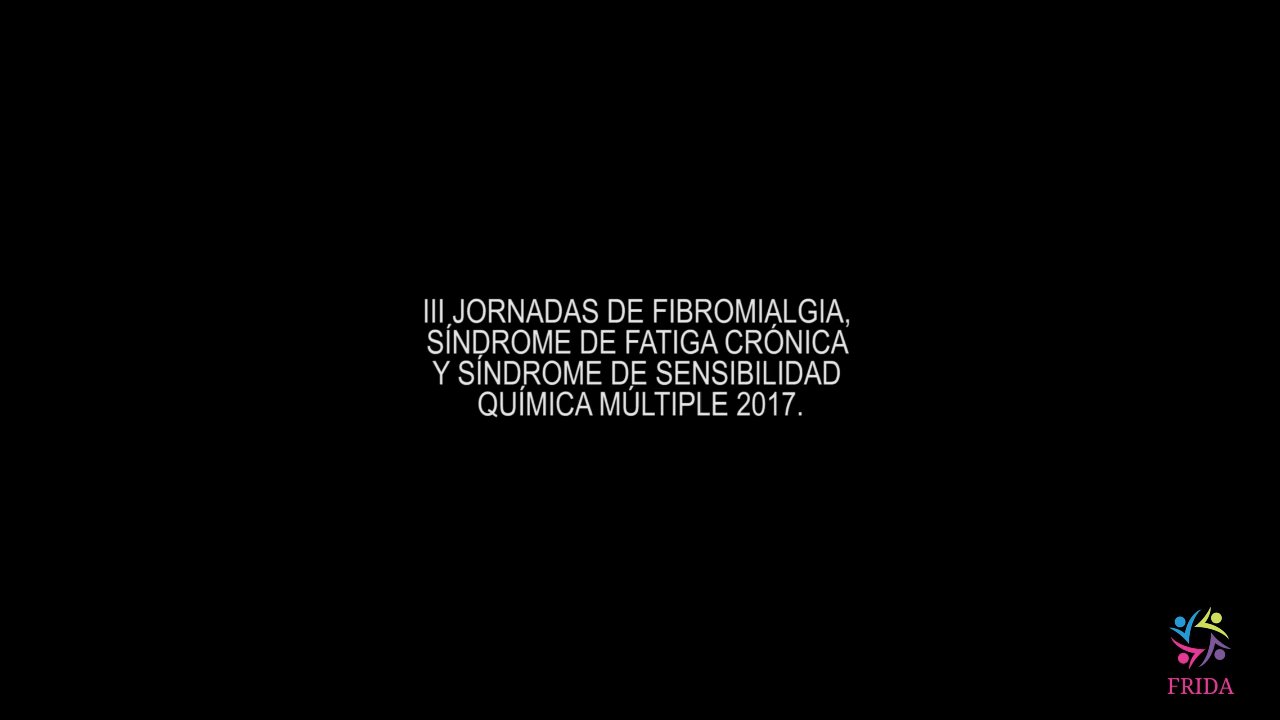 III JORNADAS DE FIBROMIALGIA,
SÍNDROME DE FATIGA CRÓNICA
Y SÍNDROME DE SENSIBILIDAD
QUÍMICA MÚLTIPLE 2017.
FRIDA